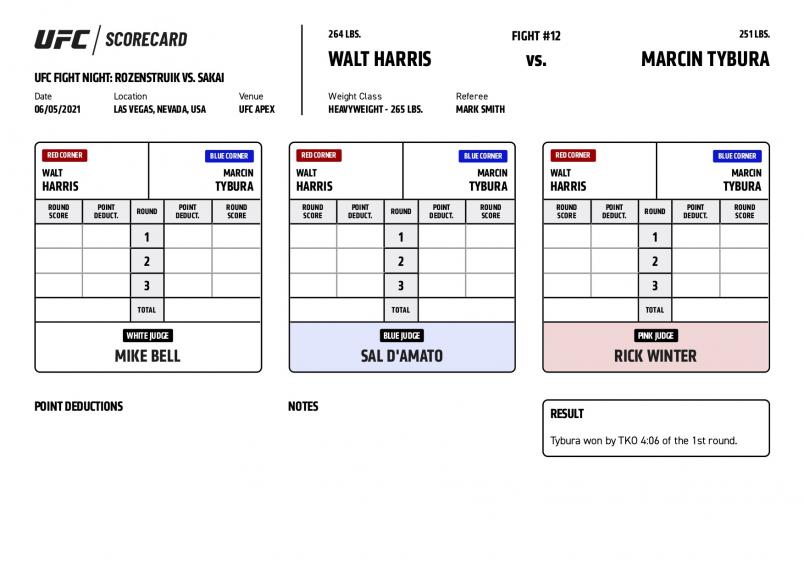 UFC / SCORECARD
UFC FIGHT NIGHT: ROZENSTRUIK VS. SAKAI
Date Location Venue
06/05/2021 LAS VEGAS, NEVADA, USA UFC APEX
264 LBS. FIGHT #12 251 LBS.
WALT HARRIS VS. MARCIN TYBURA
Weight Class Referee
HEAVYWEIGHT - 265 LBS. MARK SMITH
RED CORNER BLUE CORNER
WALT MARCIN
HARRIS TYBURA
ROUND POINT ROUND POINT ROUND
SCORE DEDUCT. DEDUCT. SCORE
1
2
3
TOTAL
WHITE JUDGE
MIKE BELL
RED CORNER BLUE CORNER
WALT MARCIN
HARRIS TYBURA
ROUND POINT ROUND POINT ROUND
SCORE DEDUCT. DEDUCT. SCORE
1
2
3
TOTAL
BLUE JUDGE
SAL D'AMATO
RED CORNER BLUE CORNER
WALT MARCIN
HARRIS TYBURA
ROUND POINT ROUND POINT ROUND
SCORE DEDUCT. DEDUCT. SCORE
1
2
3
TOTAL
PINK JUDGE
RICK WINTER
POINT DEDUCTIONS
NOTES
RESULT
Tybura won by TKO 4:06 of the 1st round.